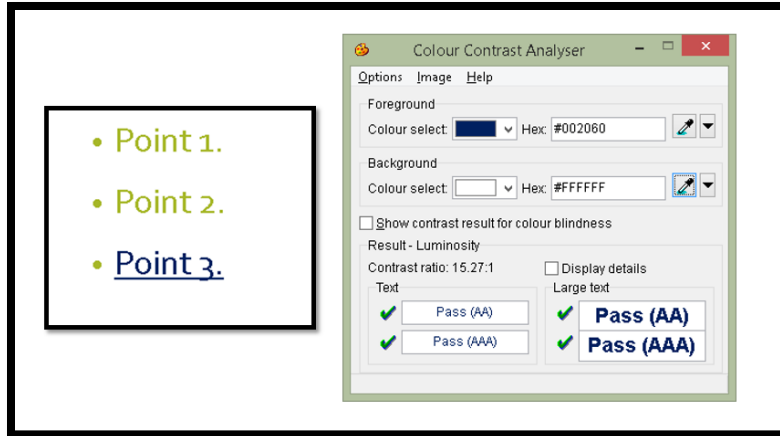 • Point 1.
• Point 2.
• Point 3.
Colour Contrast Analyser
Options Image Help
Foreground
Colour select: Hex: #002060
Background
Colour select: Hex: #FFFFFF
Show contrast result for colour blindness
Result - Luminosity
Contrast ratio: 15.27:1 Display details
Text Large text
Pass (AA) Pass (AA)
Pass (AAA) Pass (AAA)